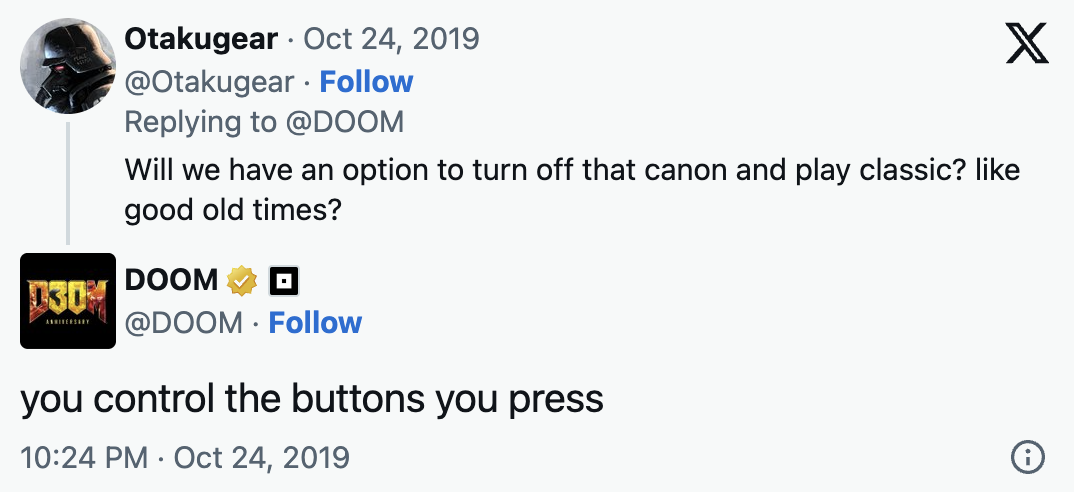 Otakugear · Oct 24, 2019
@Otakugear · Follow
Replying to @DOOM
Will we have an option to turn off that canon and play classic? like
good old times?
D30M
ANNIVERSARY
DOOM
@DOOM · Follow
you control the buttons you press
10:24 PM · Oct 24, 2019